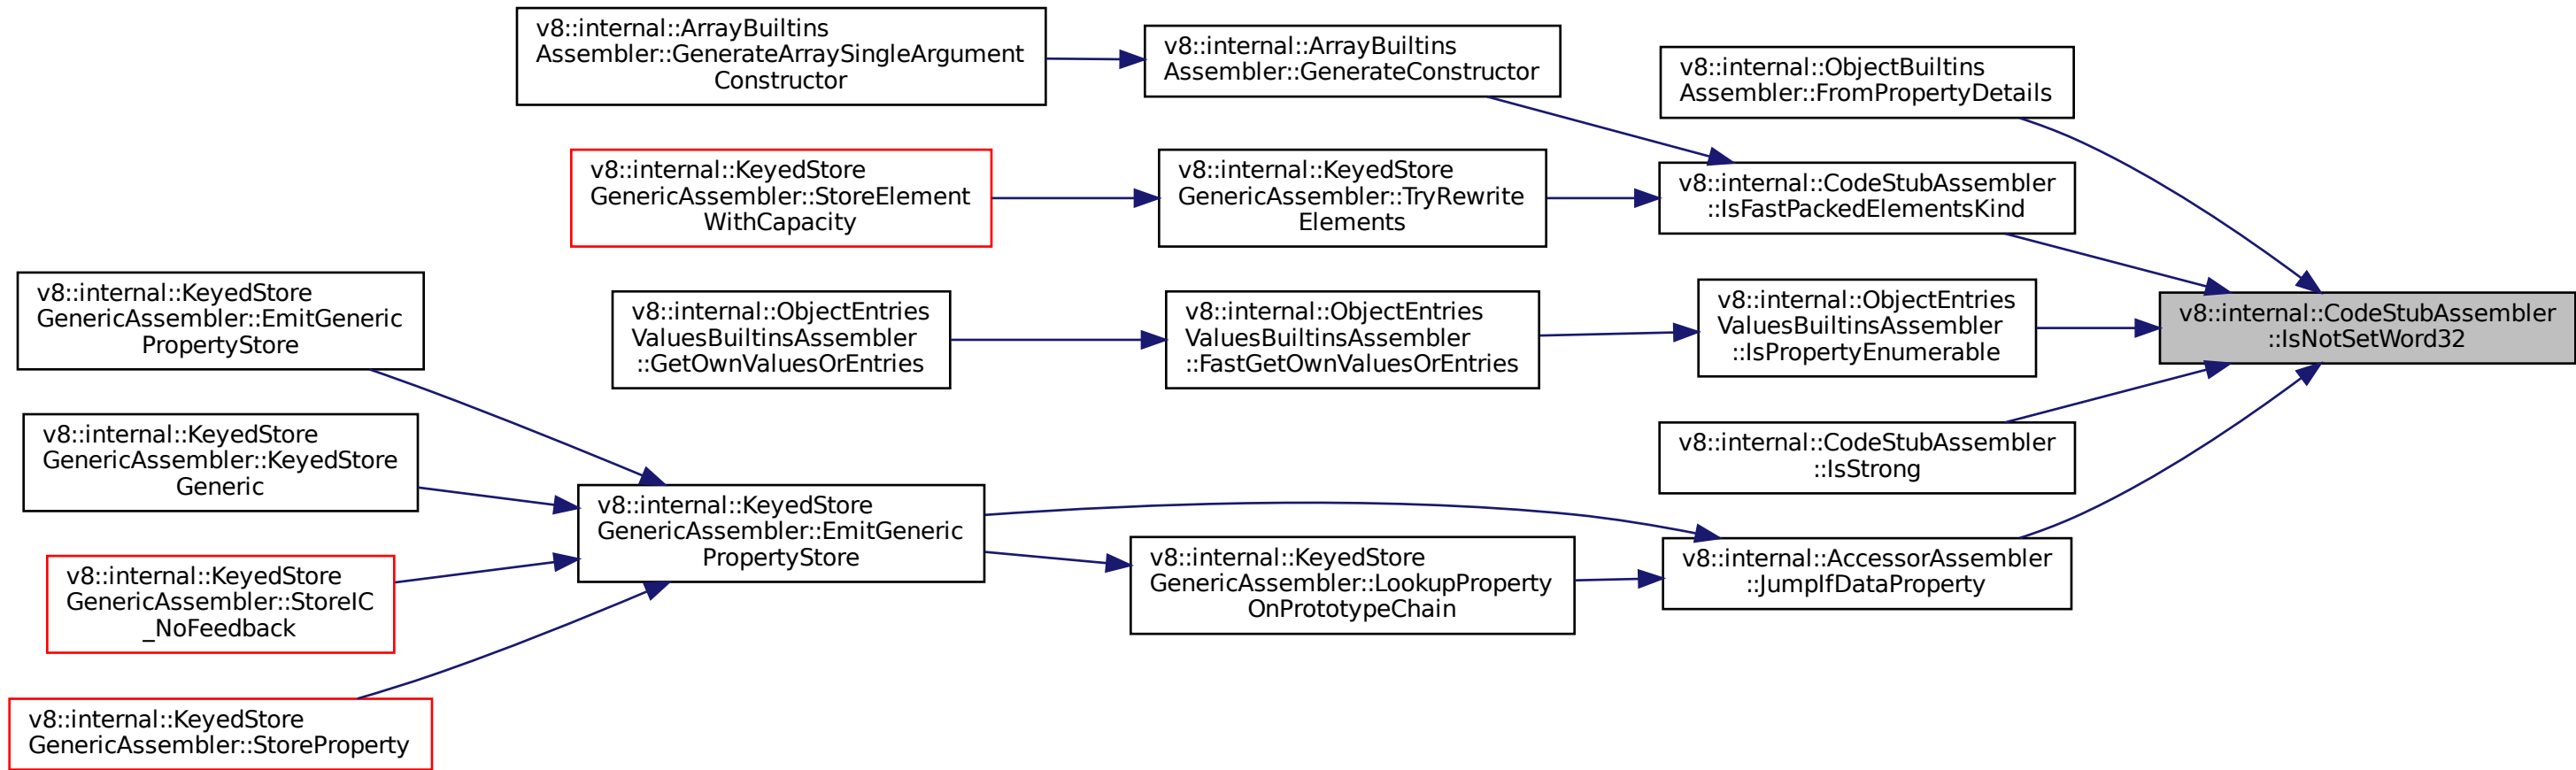 v8::internal::ArrayBuiltins
Assembler::GenerateArraySingleArgument
Constructor
v8::internal::ArrayBuiltins
Assembler::GenerateConstructor
v8::internal::ObjectBuiltins
Assembler::FromPropertyDetails
v8::internal::KeyedStore
GenericAssembler::StoreElement
WithCapacity
v8::internal::KeyedStore
GenericAssembler::TryRewrite
Elements
v8::internal::CodeStubAssembler
::IsFastPackedElementsKind
v8::internal::KeyedStore
GenericAssembler::EmitGeneric
PropertyStore
v8::internal::ObjectEntries
ValuesBuiltinsAssembler
::GetOwnValuesOrEntries
v8::internal::ObjectEntries
ValuesBuiltinsAssembler
::FastGetOwnValuesOrEntries
v8::internal::ObjectEntries
ValuesBuiltinsAssembler
::IsPropertyEnumerable
v8::internal::CodeStubAssembler
::IsNotSetWord32
v8::internal::KeyedStore
GenericAssembler::KeyedStore
Generic
v8::internal::CodeStubAssembler
::IsStrong
v8::internal::KeyedStore
GenericAssembler::EmitGeneric
PropertyStore
v8::internal::KeyedStore
GenericAssembler::LookupProperty
OnPrototypeChain
v8::internal::AccessorAssembler
::JumpIfDataProperty
v8::internal::KeyedStore
GenericAssembler::StoreIC
_NoFeedback
v8::internal::KeyedStore
GenericAssembler::StoreProperty